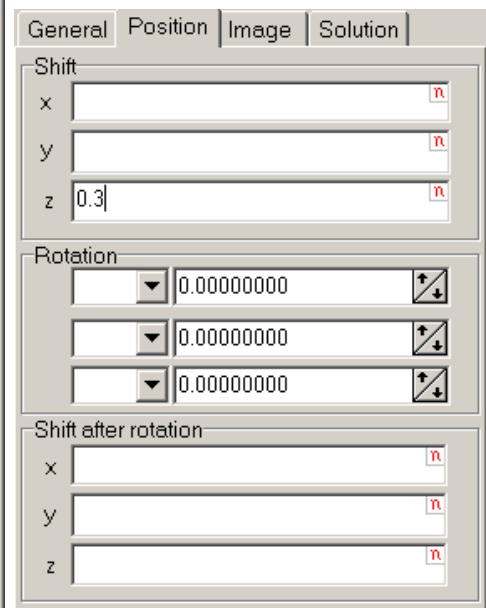 General Position Image Solution
Shift
x n
y n
z 0.3 n
Rotation
0.00000000
0.00000000
0.00000000
Shift after rotation
x n
y n
z n